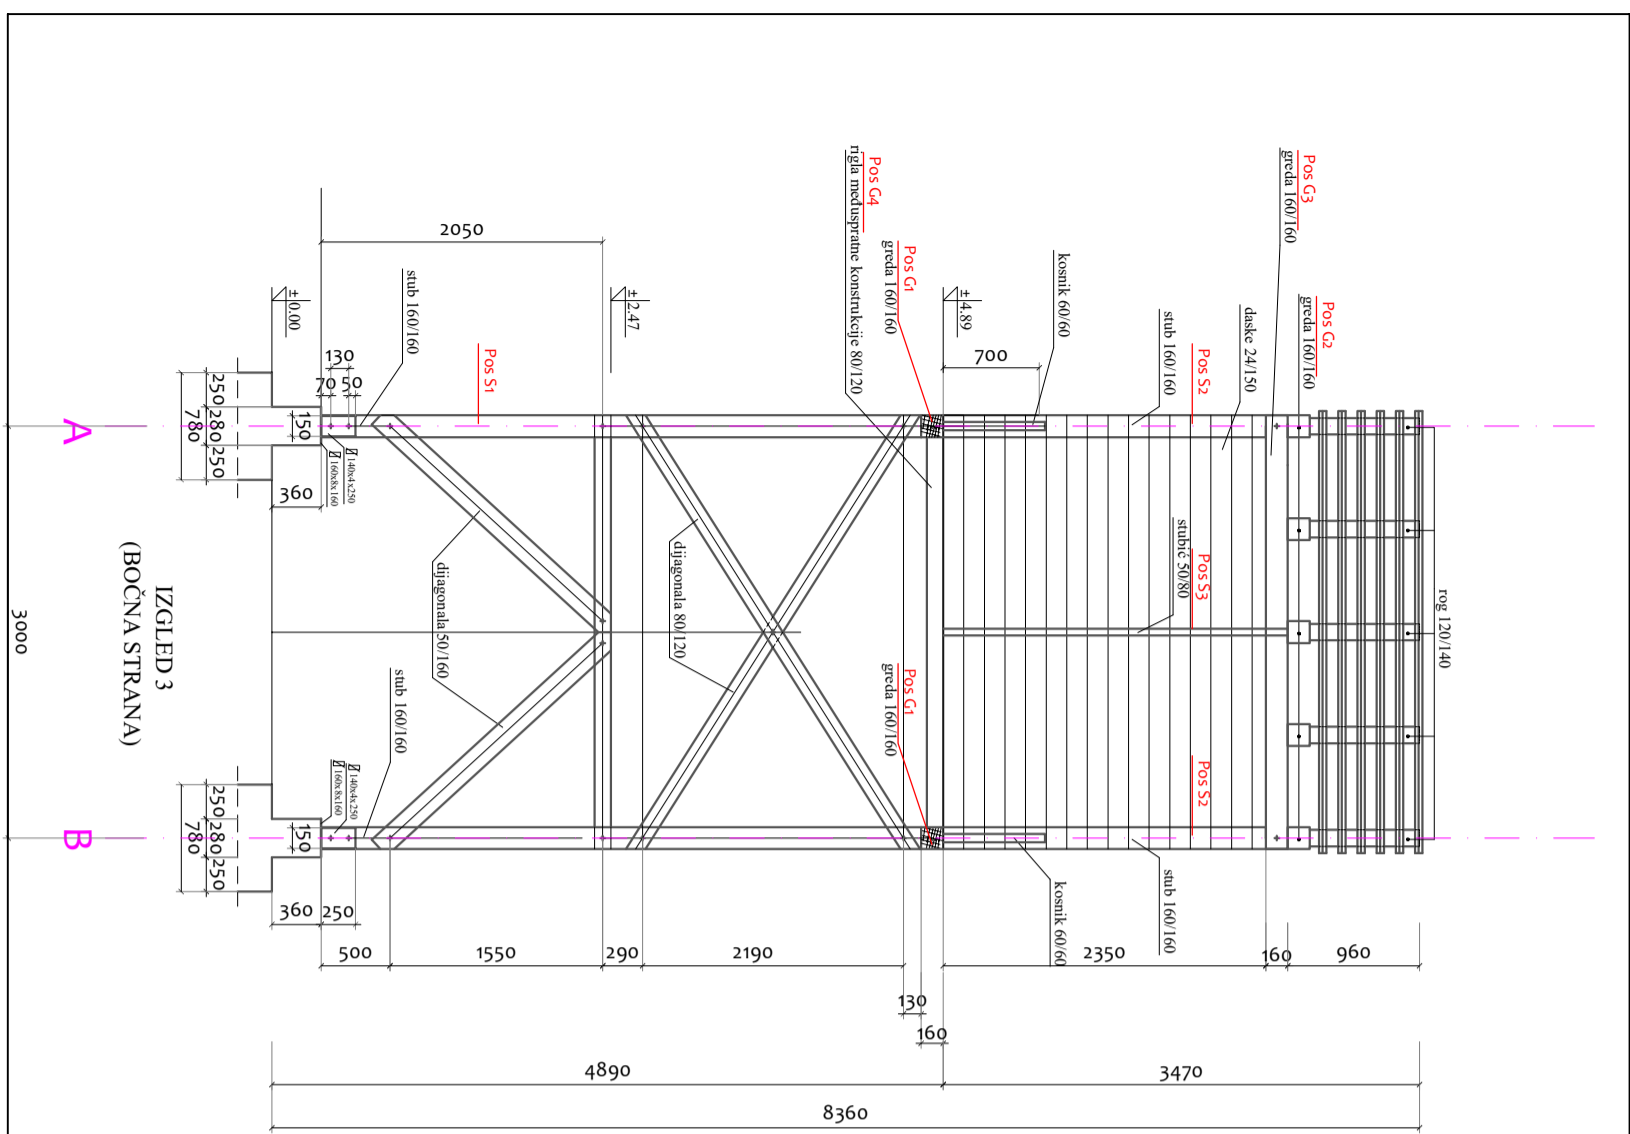 rog 120/140
Pos G3
greda 160/160
Pos G2
greda 160/160
daske 24/150
Pos S2
stub 160/160
Pos S3
stubić 50/80
Pos S2
stub 160/160
kosnik 60/60
700
kosnik 60/60
± 4.89
Pos G1
greda 160/160
Pos G4
rigla međuspratne konstrukcije 80/120
Pos G1
greda 160/160
dijagonala 80/120
± 2.47
2050
Pos S1
dijagonala 50/160
stub 160/160
stub 160/160
± 0.00
130
70
50
140x4x250
160x8x160
140x4x250
160x8x160
150
150
360
360
250
250
280
250
780
250
280
250
780
500
1550
290
2190
130
160
2350
160
960
4890
3470
8360
A
B
IZGLED 3
(BOČNA STRANA)
3000